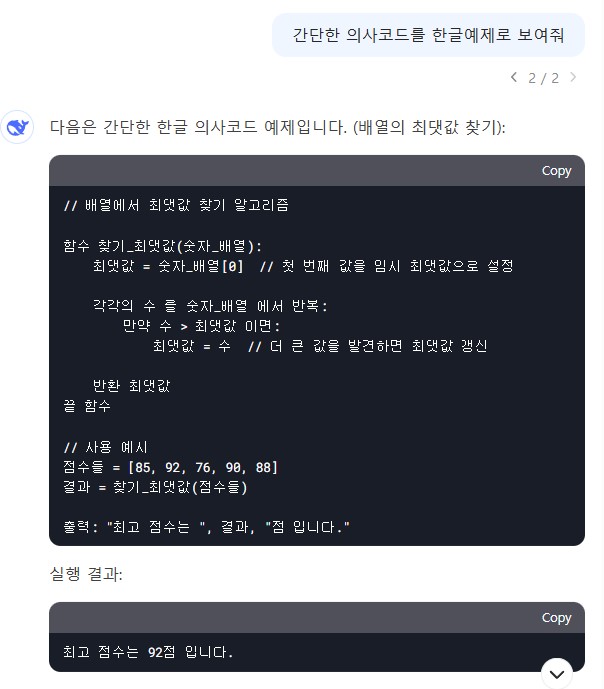 간단한 의사코드를 한글예제로 보여줘
2 / 2
다음은 간단한 한글 의사코드 예제입니다. (배열의 최댓값 찾기):
Copy
// 배열에서 최댓값 찾기 알고리즘
함수 찾기_최댓값(숫자_배열):
    최댓값 = 숫자_배열[0]  // 첫 번째 값을 임시 최댓값으로 설정
    각각의 수 를 숫자_배열 에서 반복:
        만약 수 > 최댓값 이면:
            최댓값 = 수  // 더 큰 값을 발견하면 최댓값 갱신
    반환 최댓값
끝 함수
// 사용 예시
점수들 = [85, 92, 76, 90, 88]
결과 = 찾기_최댓값(점수들)
출력: "최고 점수는 ", 결과, "점 입니다."
실행 결과:
Copy
최고 점수는 92점 입니다.